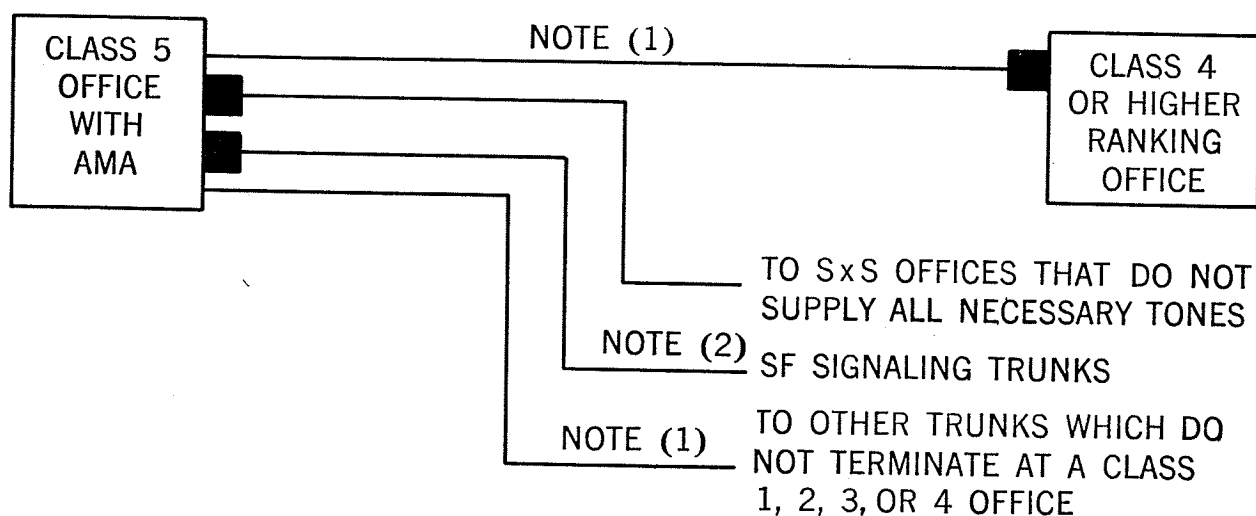 CLASS 5
OFFICE
WITH
AMA
NOTE (1)
CLASS 4
OR HIGHER
RANKING
OFFICE
TO SxS OFFICES THAT DO NOT
SUPPLY ALL NECESSARY TONES
NOTE (2)
SF SIGNALING TRUNKS
NOTE (1)
TO OTHER TRUNKS WHICH DO
NOT TERMINATE AT A CLASS
1, 2, 3, OR 4 OFFICE